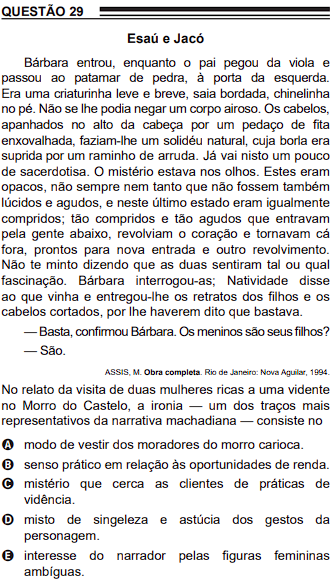 QUESTÃO 29
Esaú e Jacó
Bárbara entrou, enquanto o pai pegou da viola e
passou ao patamar de pedra, à porta da esquerda.
Era uma criaturinha leve e breve, saia bordada, chinelinha
no pé. Não se lhe podia negar um corpo airoso. Os cabelos,
apanhados no alto da cabeça por um pedaço de fita
enxovalhada, faziam-lhe um solidéu natural, cuja borla era
suprida por um raminho de arruda. Já vai nisto um pouco
de sacerdotisa. O mistério estava nos olhos. Estes eram
opacos, não sempre nem tanto que não fossem também
lúcidos e agudos, e neste último estado eram igualmente
compridos; tão compridos e tão agudos que entravam
pela gente abaixo, revolviam o coração e tornavam cá
fora, prontos para nova entrada e outro revolvimento.
Não te minto dizendo que as duas sentiram tal ou qual
fascinação. Bárbara interrogou-as; Natividade disse
ao que vinha e entregou-lhe os retratos dos filhos e os
cabelos cortados, por lhe haverem dito que bastava.
— Basta, confirmou Bárbara. Os meninos são seus filhos?
— São.
ASSIS, M. Obra completa. Rio de Janeiro: Nova Aguilar, 1994.
No relato da visita de duas mulheres ricas a uma vidente
no Morro do Castelo, a ironia — um dos traços mais
representativos da narrativa machadiana — consiste no
A modo de vestir dos moradores do morro carioca.
B senso prático em relação às oportunidades de renda.
C mistério que cerca as clientes de práticas de
vidência.
D misto de singeleza e astúcia dos gestos da
personagem.
E interesse do narrador pelas figuras femininas
ambíguas.